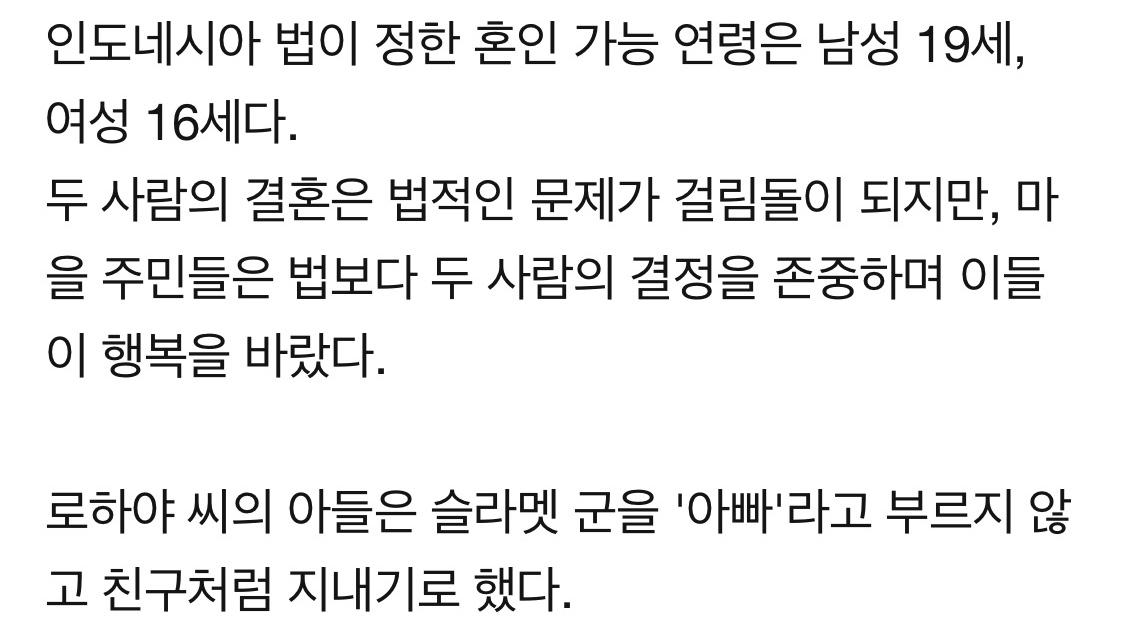 인도네시아 법이 정한 혼인 가능 연령은 남성 19세,
여성 16세다.
두 사람의 결혼은 법적인 문제가 걸림돌이 되지만, 마
을 주민들은 법보다 두 사람의 결정을 존중하며 이들
이 행복을 바랐다.
로하야 씨의 아들은 슬라멧 군을 '아빠'라고 부르지 않
고 친구처럼 지내기로 했다.